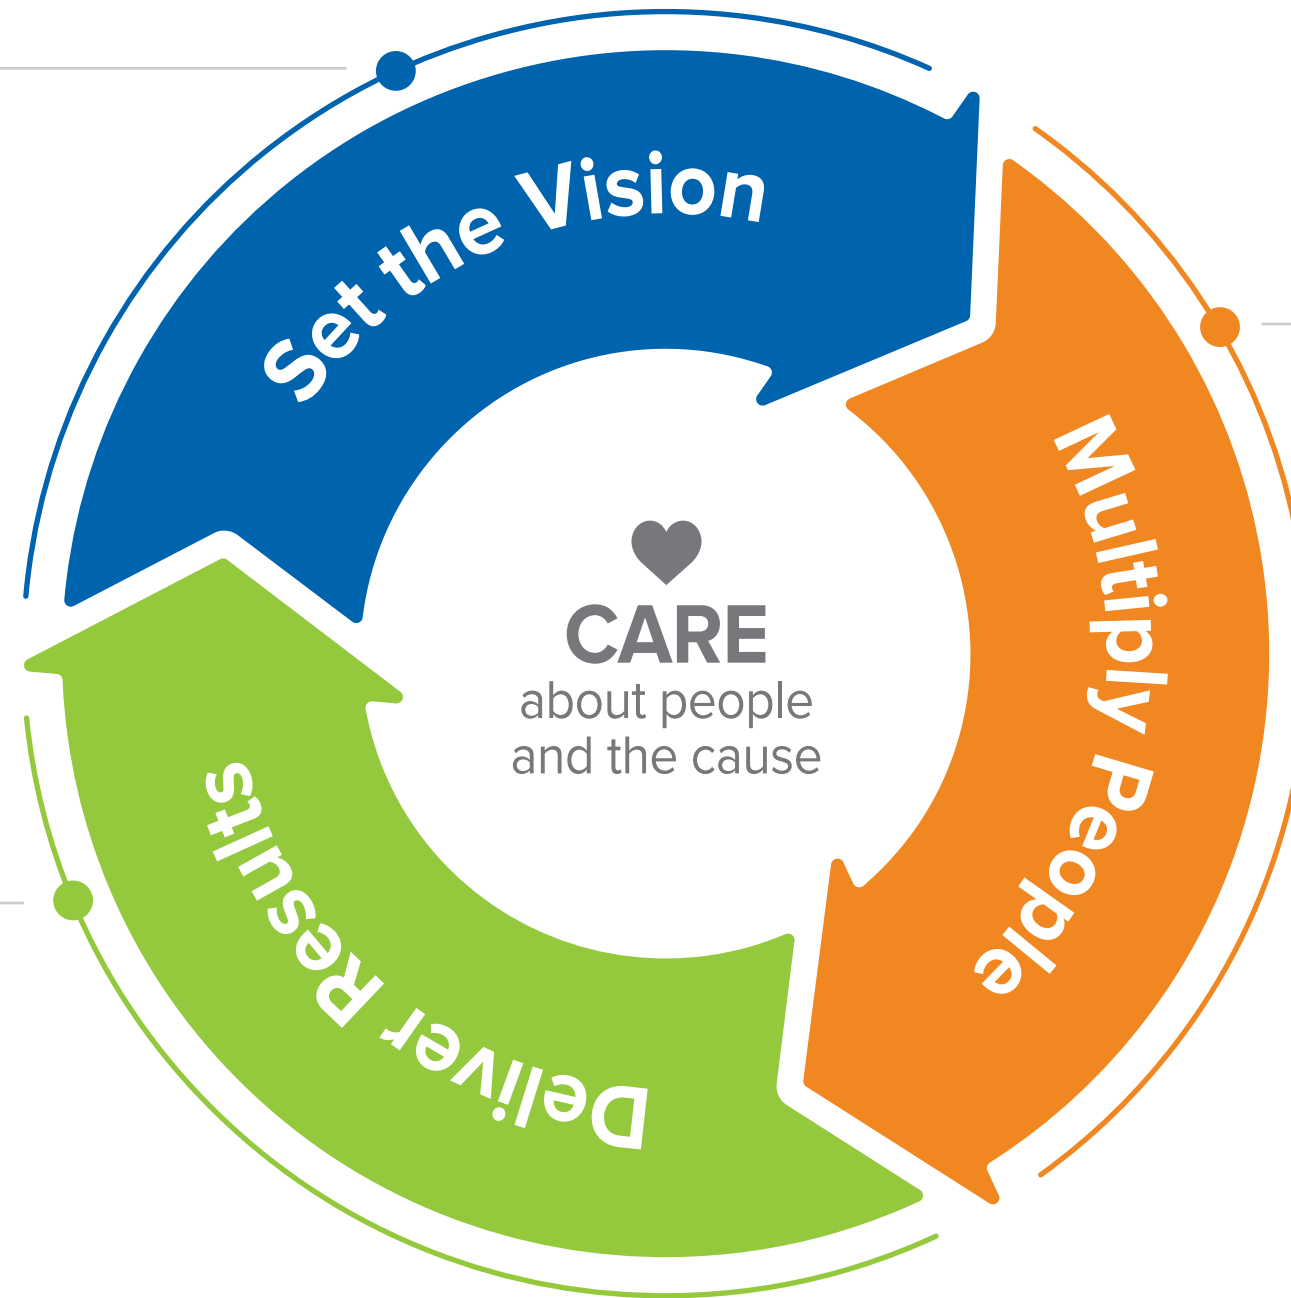 Set the Vision
Multiply People
Deliver Results
CARE
about people
and the cause